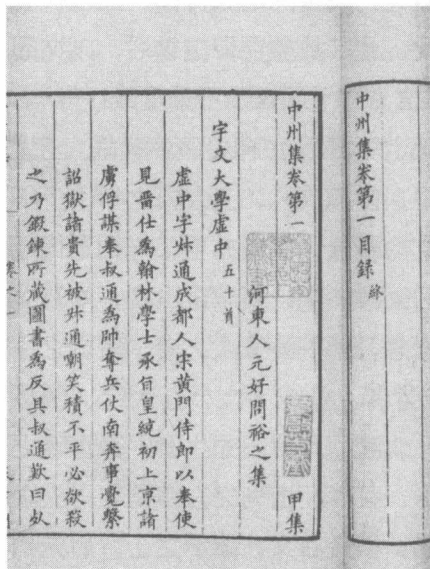 中州集卷第一目録 終
中州集卷第一
河東人元好問裕之集 甲集
宇文大學虛中 五十首
虛中字叔通成都人宋黃門侍郎以奉使
見畱仕爲翰林學士承旨皇統初上京諸
虜俘謀奉叔通爲帥奪兵仗南奔事覺繫
詔獄諸貴先被叔通嘲笑積不平必欲殺
之乃鍛鍊所藏圖書爲反具叔通歎曰死